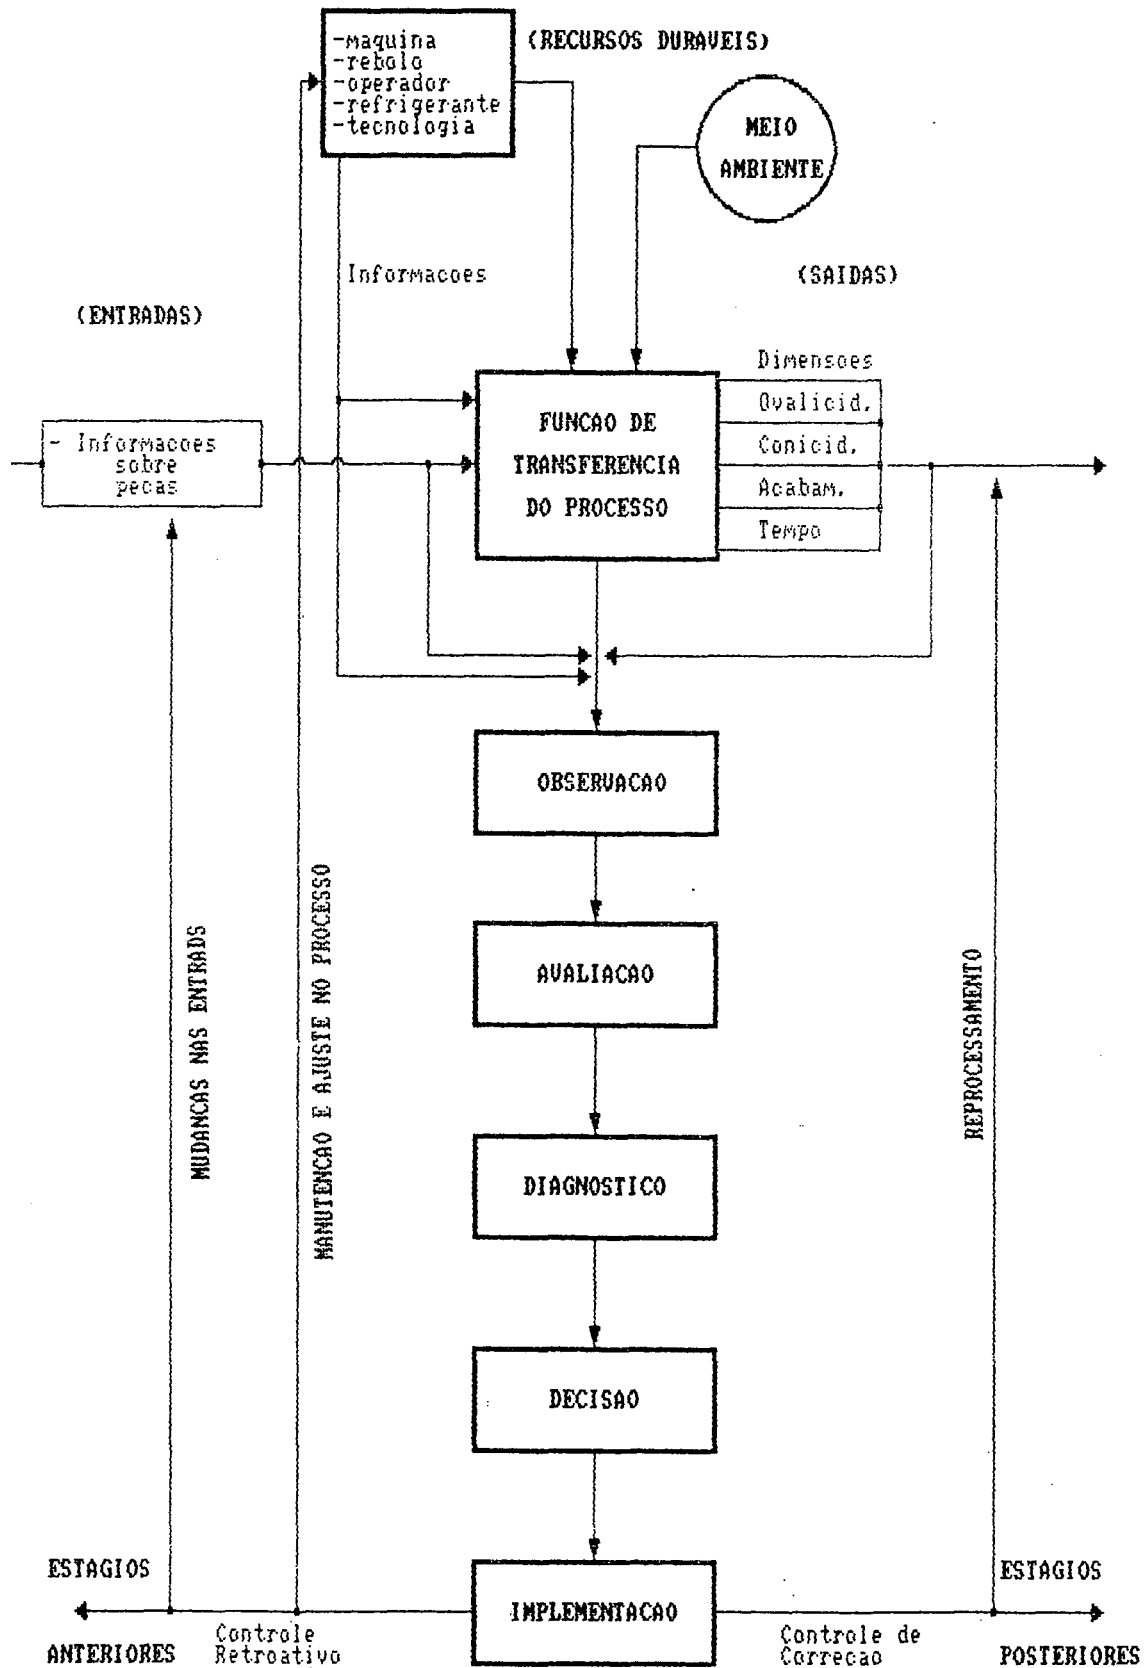 -maquina
-rebolo
-operador
-refrigerante
-tecnologia
(RECURSOS DURAVEIS)
MEIO
AMBIENTE
Informacoes
(SAIDAS)
(ENTRADAS)
- Informacoes
sobre
pecas
FUNCAO DE
TRANSFERENCIA
DO PROCESSO
Dimensoes
Ovalicid.
Conicid.
Acabam.
Tempo
OBSERVACAO
AVALIACAO
DIAGNOSTICO
DECISAO
IMPLEMENTACAO
MUDANCAS NAS ENTRADS
MANUTENCAO E AJUSTE NO PROCESSO
REPROCESSAMENTO
ESTAGIOS
ANTERIORES
Controle
Retroativo
Controle de
Correcao
ESTAGIOS
POSTERIORES